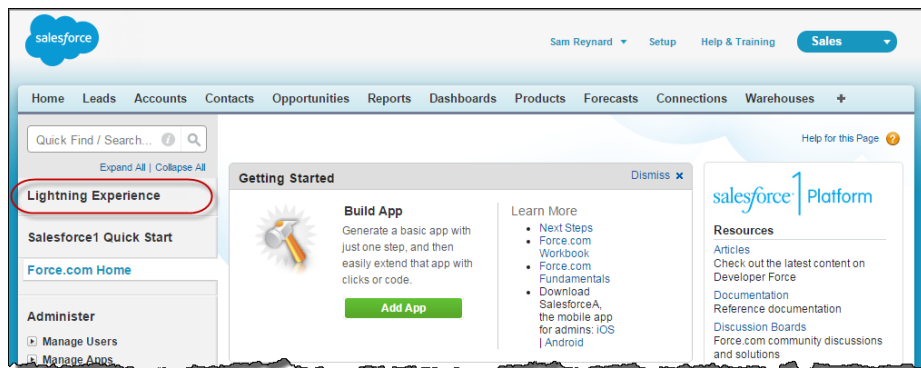 salesforce
Sam Reynard
Setup
Help & Training
Sales
Home Leads Accounts Contacts Opportunities Reports Dashboards Products Forecasts Connections Warehouses +
Quick Find / Search...
Expand All | Collapse All
Lightning Experience
Salesforce1 Quick Start
Force.com Home
Administer
Manage Users
Manage Apps
Help for this Page
Getting Started
Dismiss x
Build App
Generate a basic app with
just one step, and then
easily extend that app with
clicks or code.
Add App
Learn More
Next Steps
Force.com
Workbook
Force.com
Fundamentals
Download
SalesforceA,
the mobile app
for admins: iOS
| Android
salesforce1 Platform
Resources
Articles
Check out the latest content on
Developer Force
Documentation
Reference documentation
Discussion Boards
Force.com community discussions
and solutions